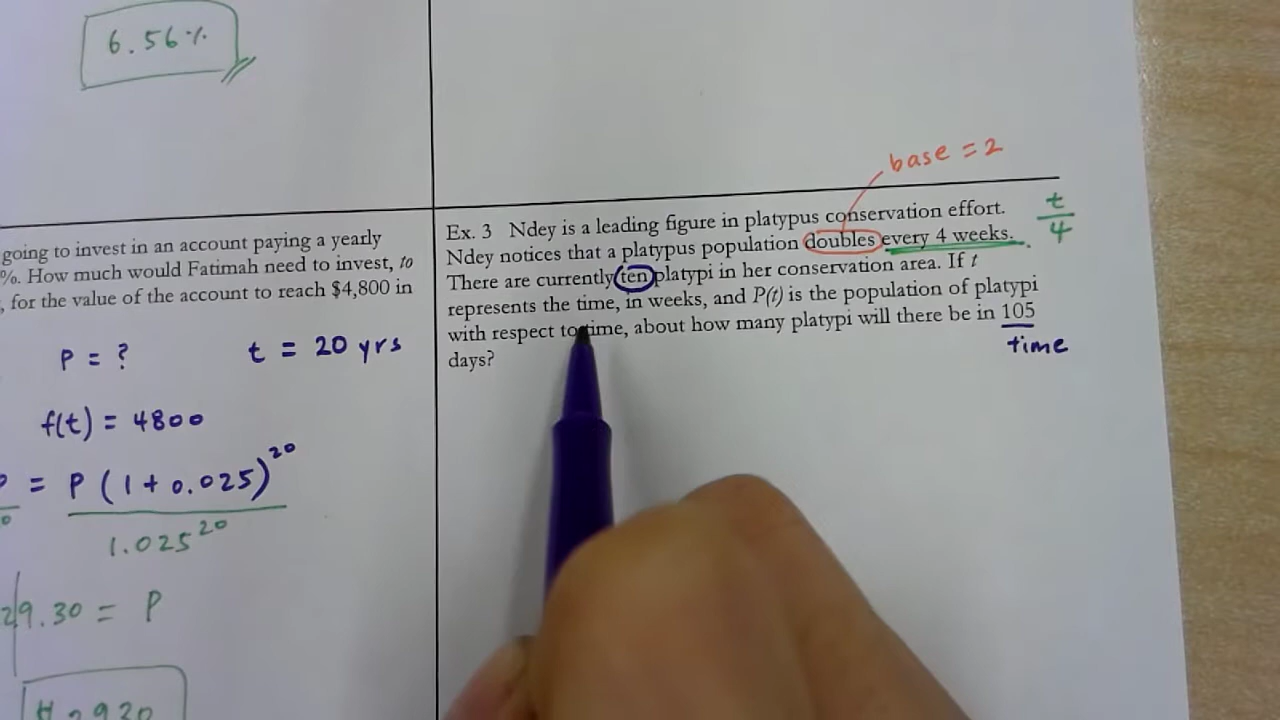 6.56%
base = 2
going to invest in an account paying a yearly
%. How much would Fatimah need to invest, to
, for the value of the account to reach $4,800 in
P = ?
t = 20 yrs
f(t) = 4800
= P (1 + 0.025)^20
1.025^20
29.30 = P
Ex. 3 Ndey is a leading figure in platypus conservation effort.
Ndey notices that a platypus population doubles every 4 weeks.
t/4
There are currently ten platypi in her conservation area. If t
represents the time, in weeks, and P(t) is the population of platypi
with respect to time, about how many platypi will there be in 105
time
days?